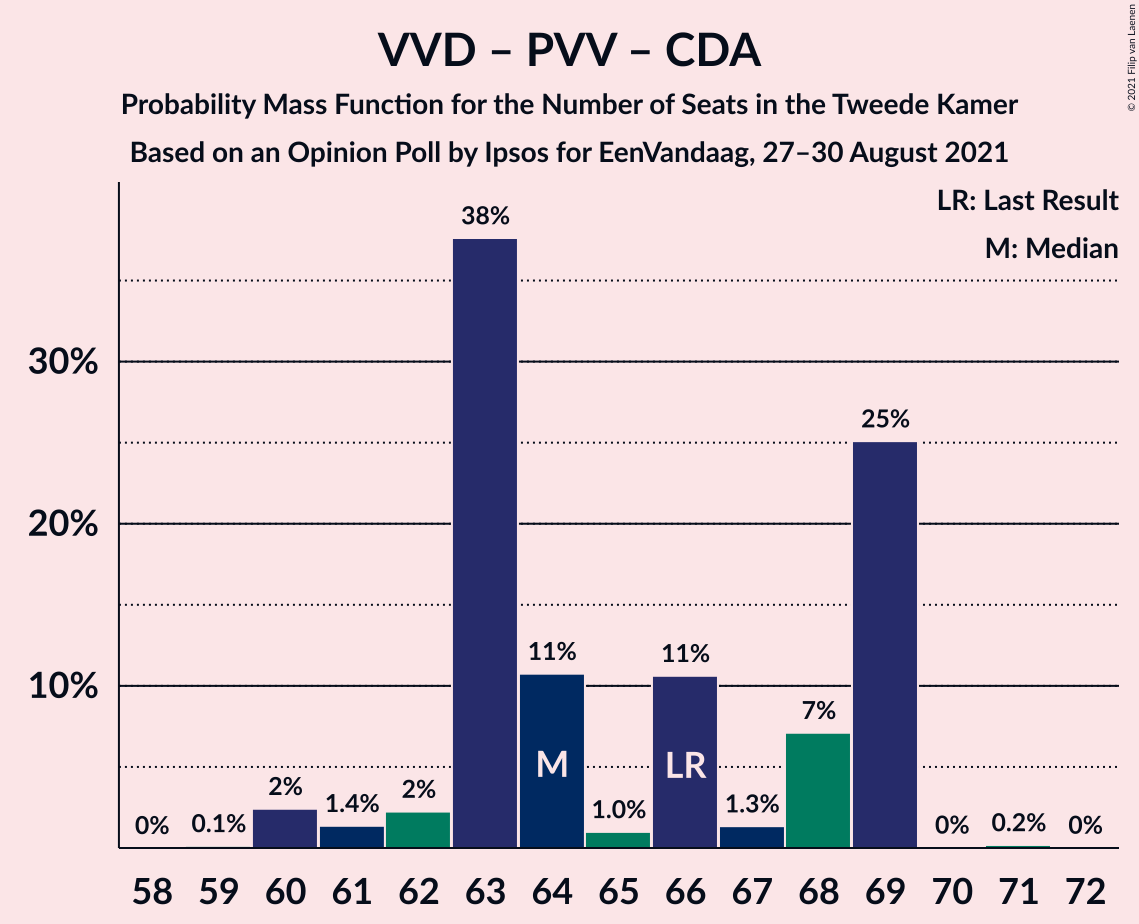 VVD – PVV – CDA
Probability Mass Function for the Number of Seats in the Tweede Kamer
Based on an Opinion Poll by Ipsos for EenVandaag, 27–30 August 2021
© 2021 Filip van Laenen
LR: Last Result
M: Median
38%
30%
25%
20%
11%
11%
10%
7%
M
LR
0%
0.1%
2%
1.4%
2%
1.0%
1.3%
0%
0.2%
0%
58 59 60 61 62 63 64 65 66 67 68 69 70 71 72